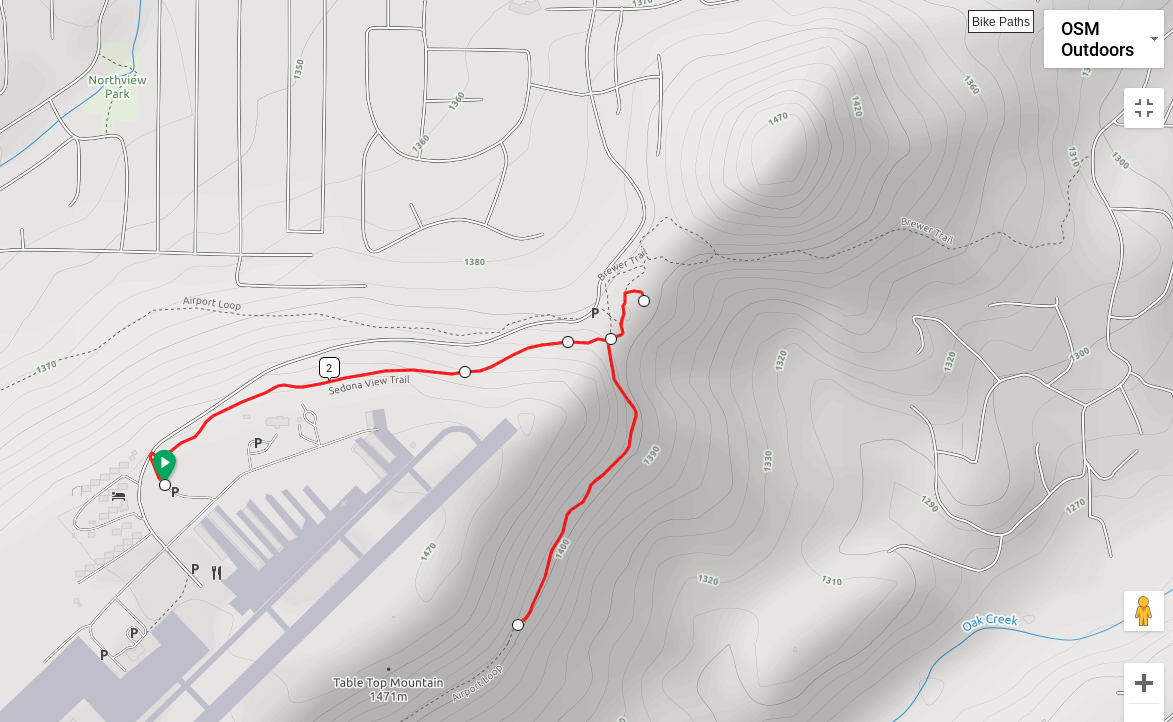 1370
Bike Paths
OSM
Outdoors
1350
Northview
Park
1360
1360
1420
1360
1470
1310
1300
Brewer Trail
Brewer Trail
1380
Airport Loop
P
1370
2
Sedona View Trail
1320
1320
1300
P
1390
1330
P
1290
1270
1470
1400
P
1320
1310
P
Oak Creek
P
Table Top Mountain
1471m
Airport Loop